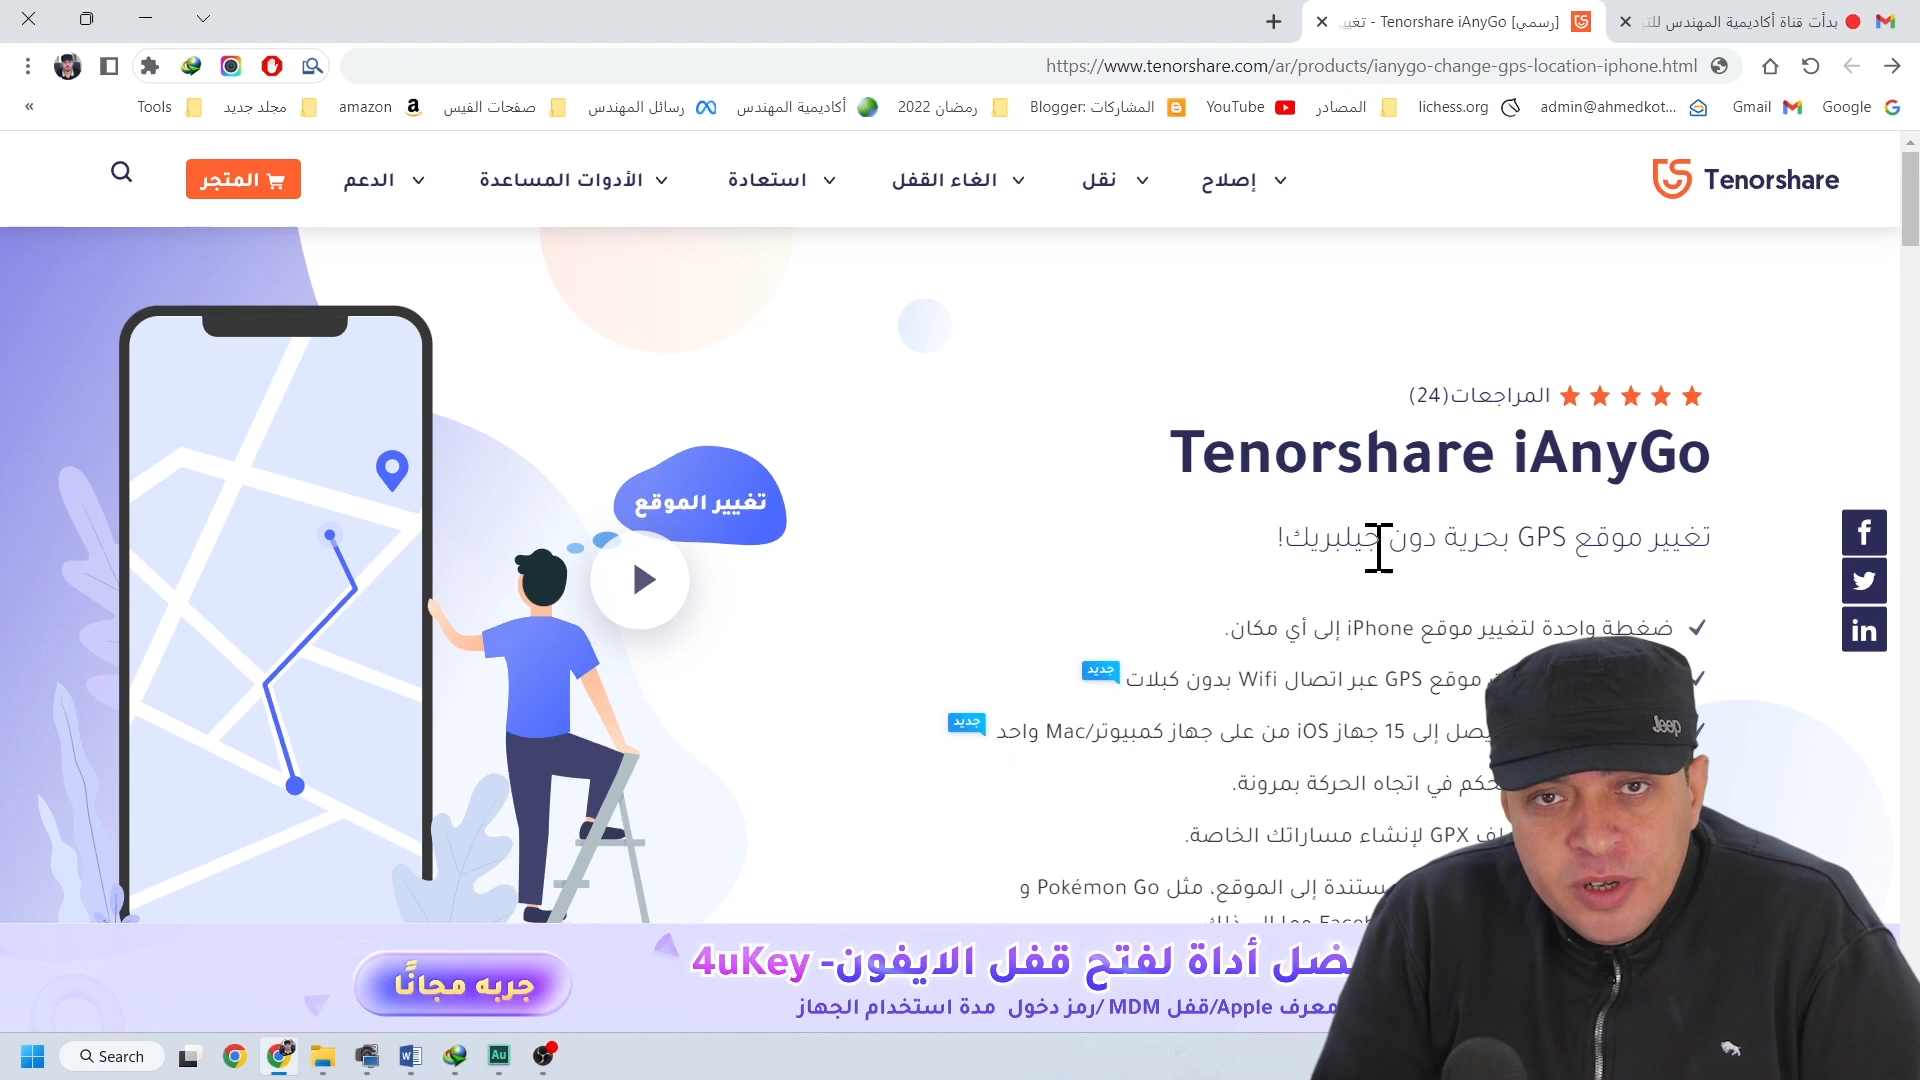 بدأت قناة أكاديمية المهندس للتـ
[رسمي] Tenorshare iAnyGo - تغيير
https://www.tenorshare.com/ar/products/ianygo-change-gps-location-iphone.html
Google
Gmail
admin@ahmedkot...
lichess.org
المصادر
YouTube
المشاركات: Blogger
رمضان 2022
أكاديمية المهندس
رسائل المهندس
صفحات الفيس
amazon
مجلد جديد
Tools
Tenorshare
إصلاح
نقل
الغاء القفل
استعادة
الأدوات المساعدة
الدعم
المتجر
المراجعات(24)
Tenorshare iAnyGo
تغيير موقع GPS بحرية دون جيلبريك!
تغيير الموقع
ضغطة واحدة لتغيير موقع iPhone إلى أي مكان.
موقع GPS عبر اتصال Wifi بدون كبلات جديد
يصل إلى 15 جهاز iOS من على جهاز كمبيوتر/Mac واحد جديد
في اتجاه الحركة بمرونة.
GPX لإنشاء مساراتك الخاصة.
إلى الموقع، مثل Pokémon Go و
أداة لفتح قفل الايفون- 4uKey
معرف Apple/قفل MDM /رمز دخول مدة استخدام الجهاز
جربه مجانًا
Search
Au
Jeep